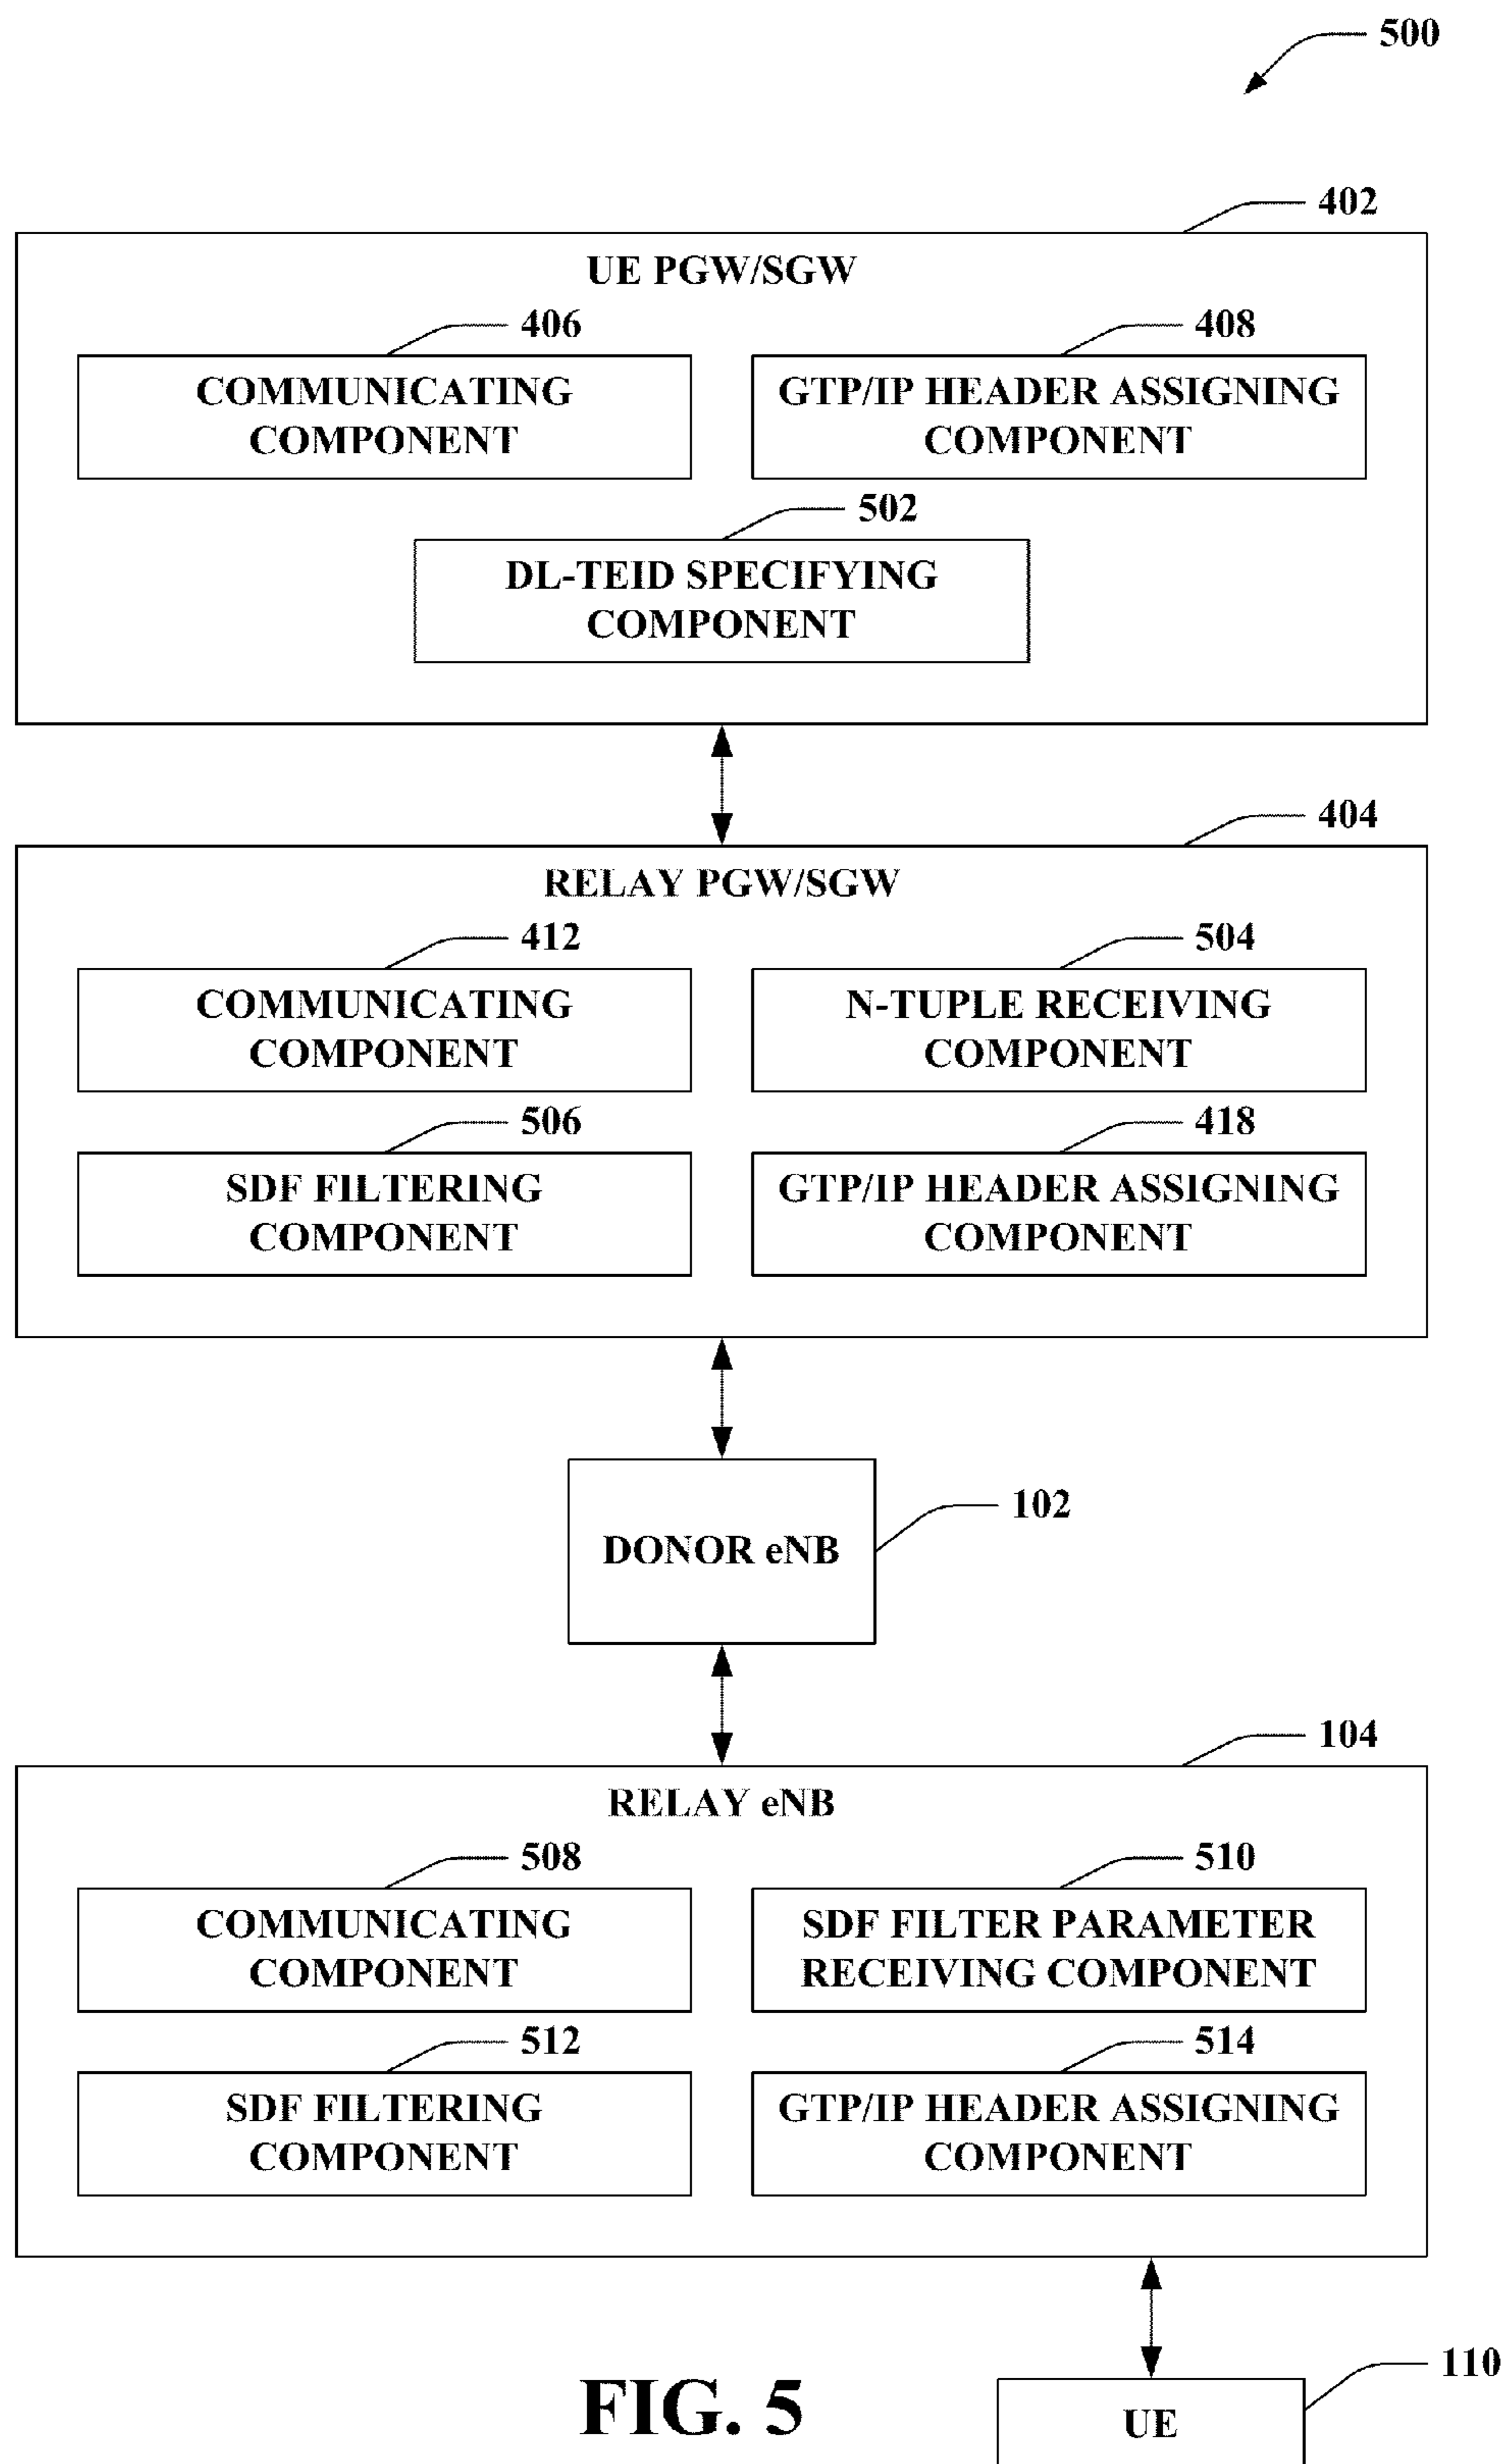 500
402
UE PGW/SGW
406
408
COMMUNICATING
COMPONENT
GTP/IP HEADER ASSIGNING
COMPONENT
502
DL-TEID SPECIFYING
COMPONENT
404
RELAY PGW/SGW
412
504
COMMUNICATING
COMPONENT
N-TUPLE RECEIVING
COMPONENT
506
418
SDF FILTERING
COMPONENT
GTP/IP HEADER ASSIGNING
COMPONENT
102
DONOR eNB
104
RELAY eNB
508
510
COMMUNICATING
COMPONENT
SDF FILTER PARAMETER
RECEIVING COMPONENT
512
514
SDF FILTERING
COMPONENT
GTP/IP HEADER ASSIGNING
COMPONENT
110
UE
FIG. 5